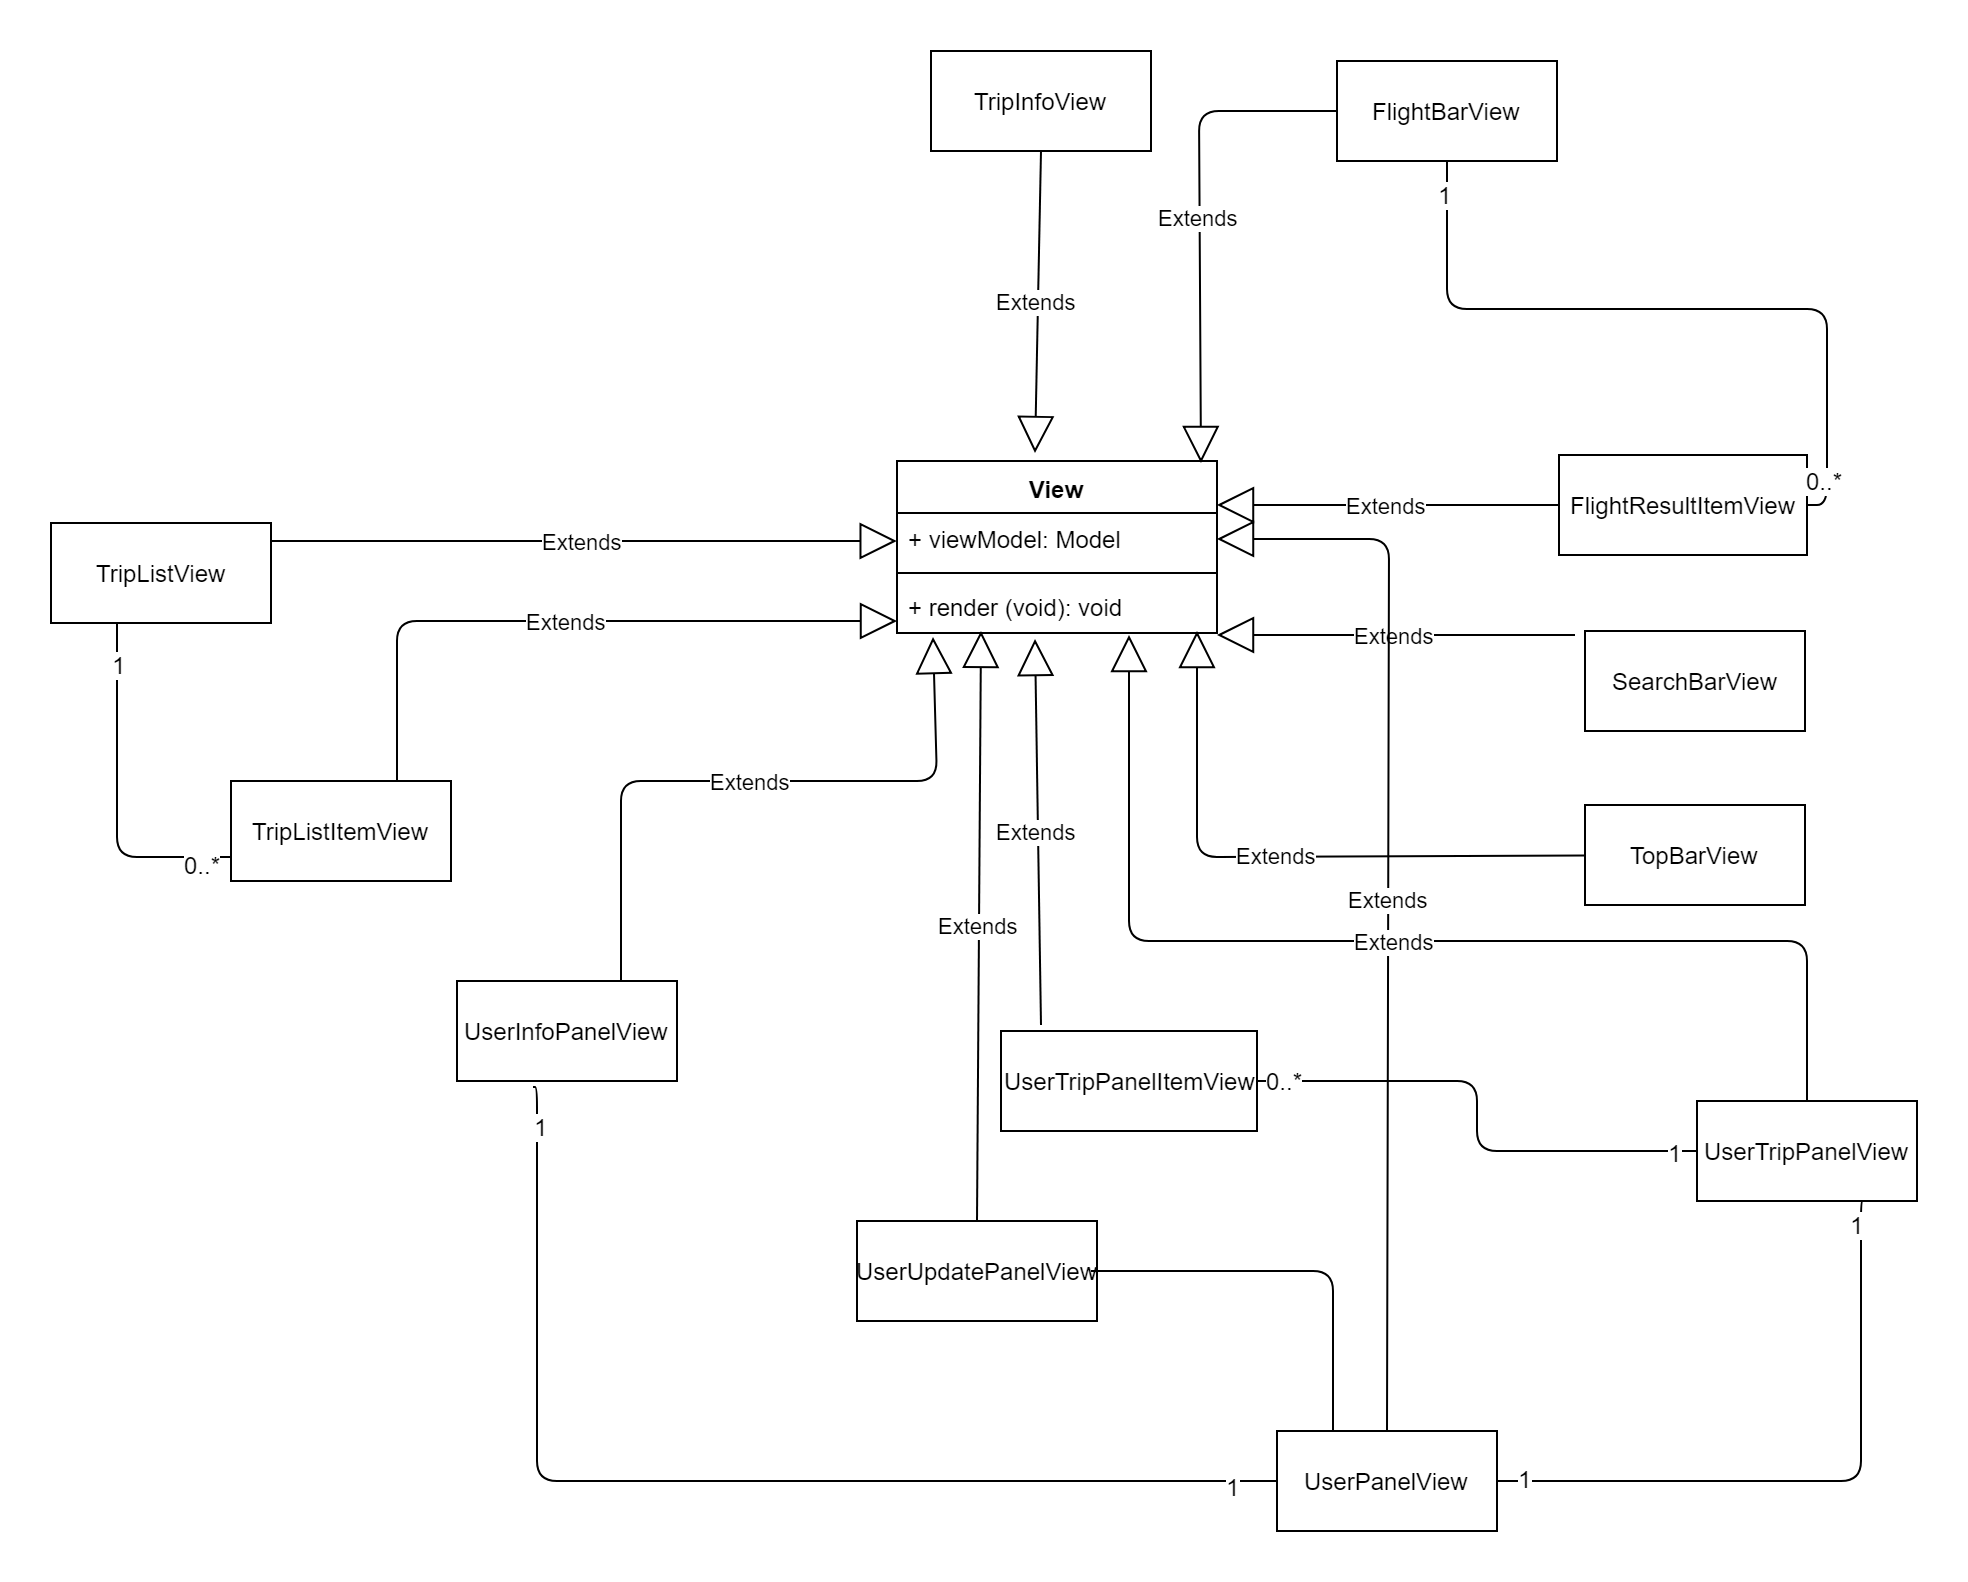 TripInfoView
FlightBarView
1
Extends
Extends
0..*
View
FlightResultItemView
Extends
+ viewModel: Model
Extends
TripListView
+ render (void): void
Extends
Extends
1
SearchBarView
Extends
TripListItemView
Extends
0..*
TopBarView
Extends
Extends
Extends
Extends
UserInfoPanelView
UserTripPanelItemView
0..*
1
1
UserTripPanelView
1
UserUpdatePanelView
UserPanelView
1
1